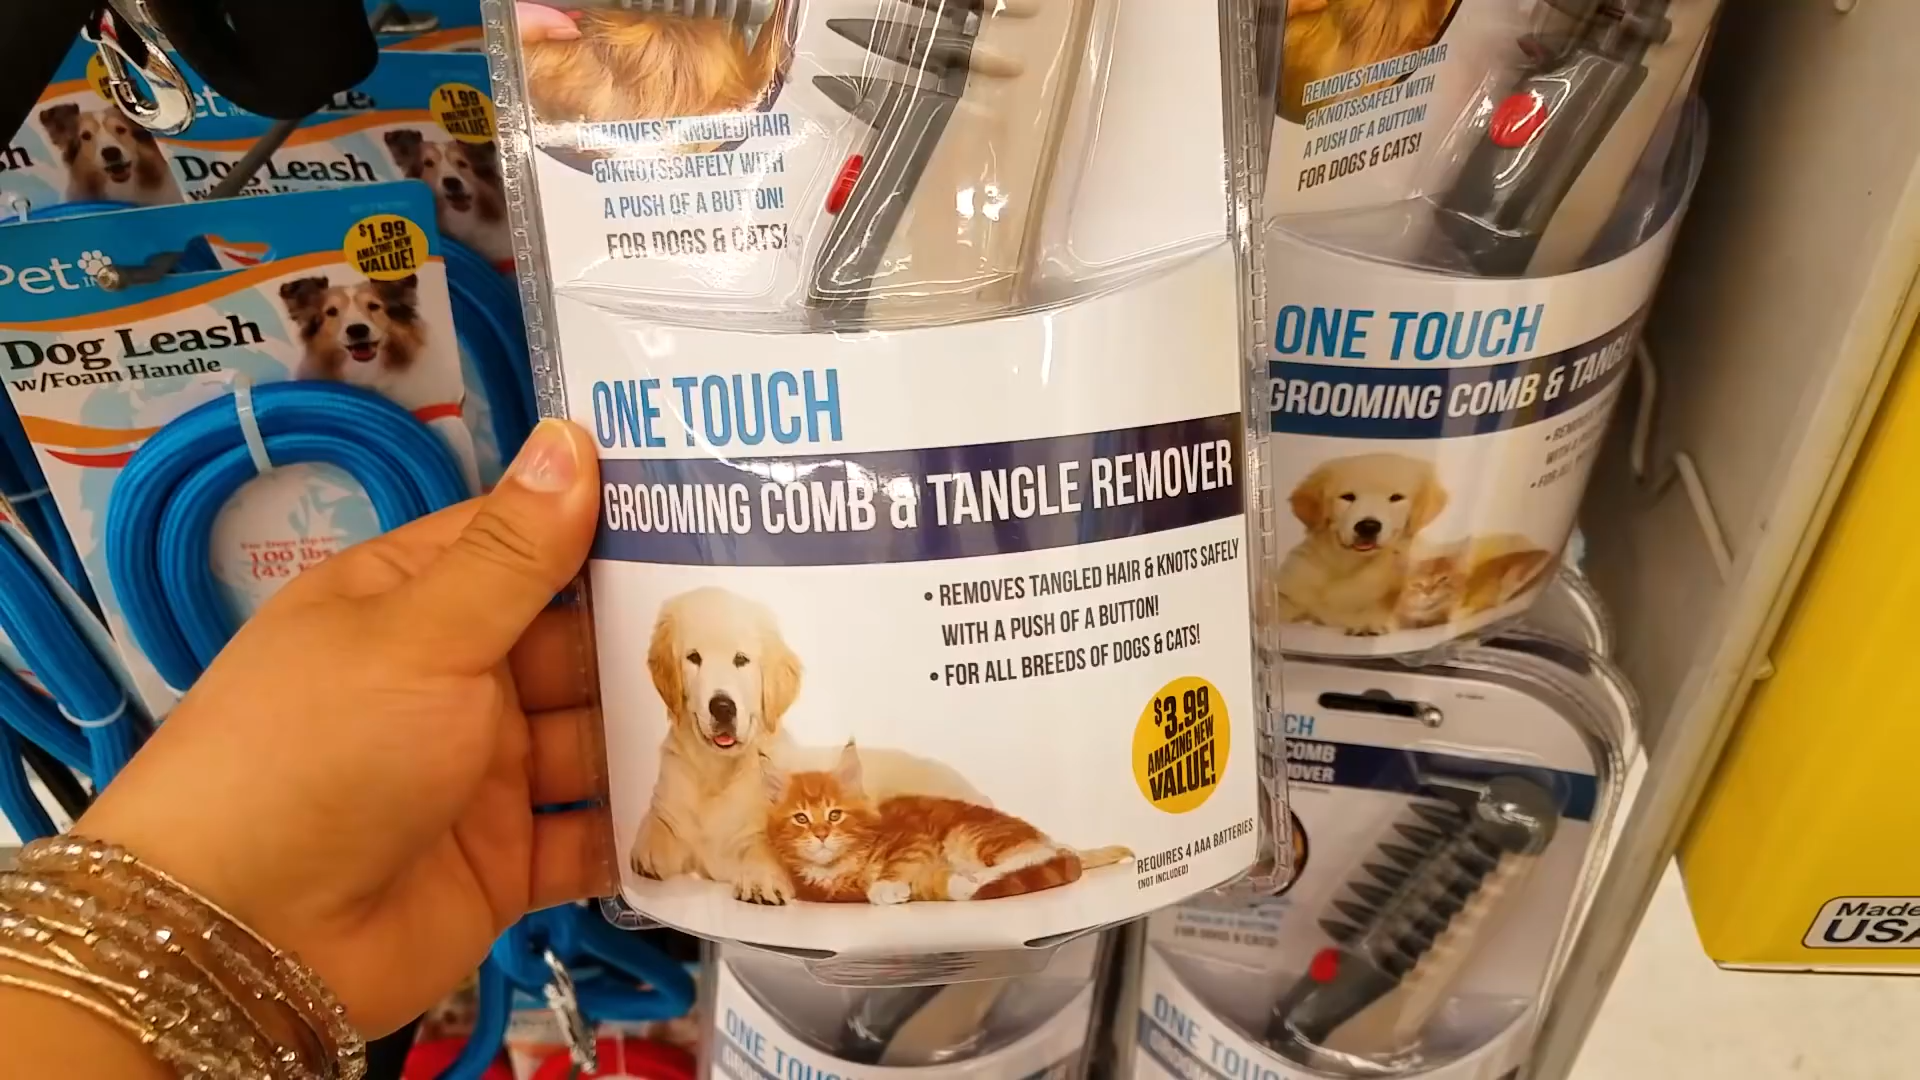 $1.99
Dog Leash
$1.99
AMAZING NEW
VALUE!
Pet
Dog Leash
w/Foam Handle
100 lbs
REMOVES TANGLED HAIR
& KNOTS SAFELY WITH
A PUSH OF A BUTTON!
FOR DOGS & CATS!
ONE TOUCH
GROOMING COMB & TANGLE REMOVER
• REMOVES TANGLED HAIR & KNOTS SAFELY
WITH A PUSH OF A BUTTON!
• FOR ALL BREEDS OF DOGS & CATS!
$3.99
AMAZING NEW
VALUE!
REQUIRES 4 AAA BATTERIES
(NOT INCLUDED)
REMOVES TANGLED HAIR
& KNOTS SAFELY WITH
A PUSH OF A BUTTON!
FOR DOGS & CATS!
ONE TOUCH
GROOMING COMB &
COMB
ONE TOUCH
ONE TOUCH
Made
USA